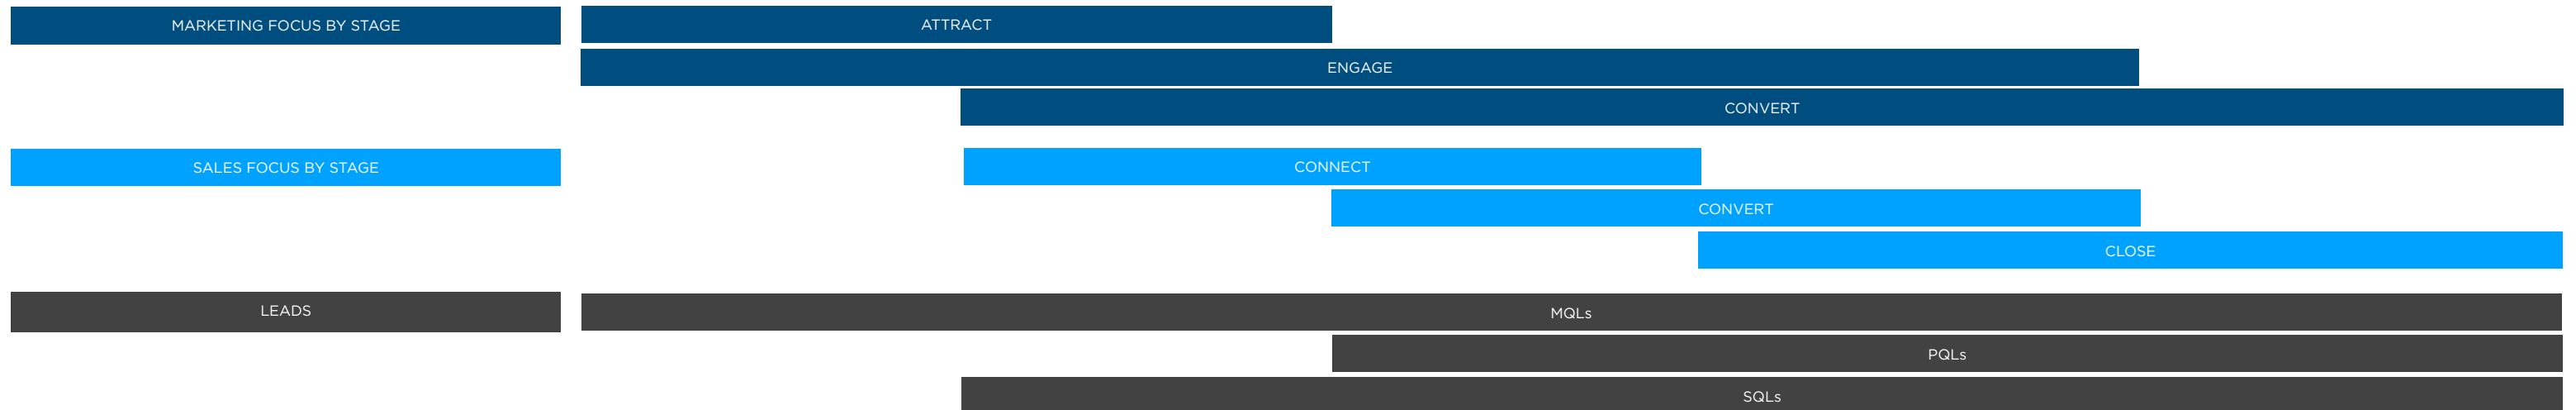 MARKETING FOCUS BY STAGE
ATTRACT
ENGAGE
CONVERT
SALES FOCUS BY STAGE
CONNECT
CONVERT
CLOSE
LEADS
MQLs
PQLs
SQLs